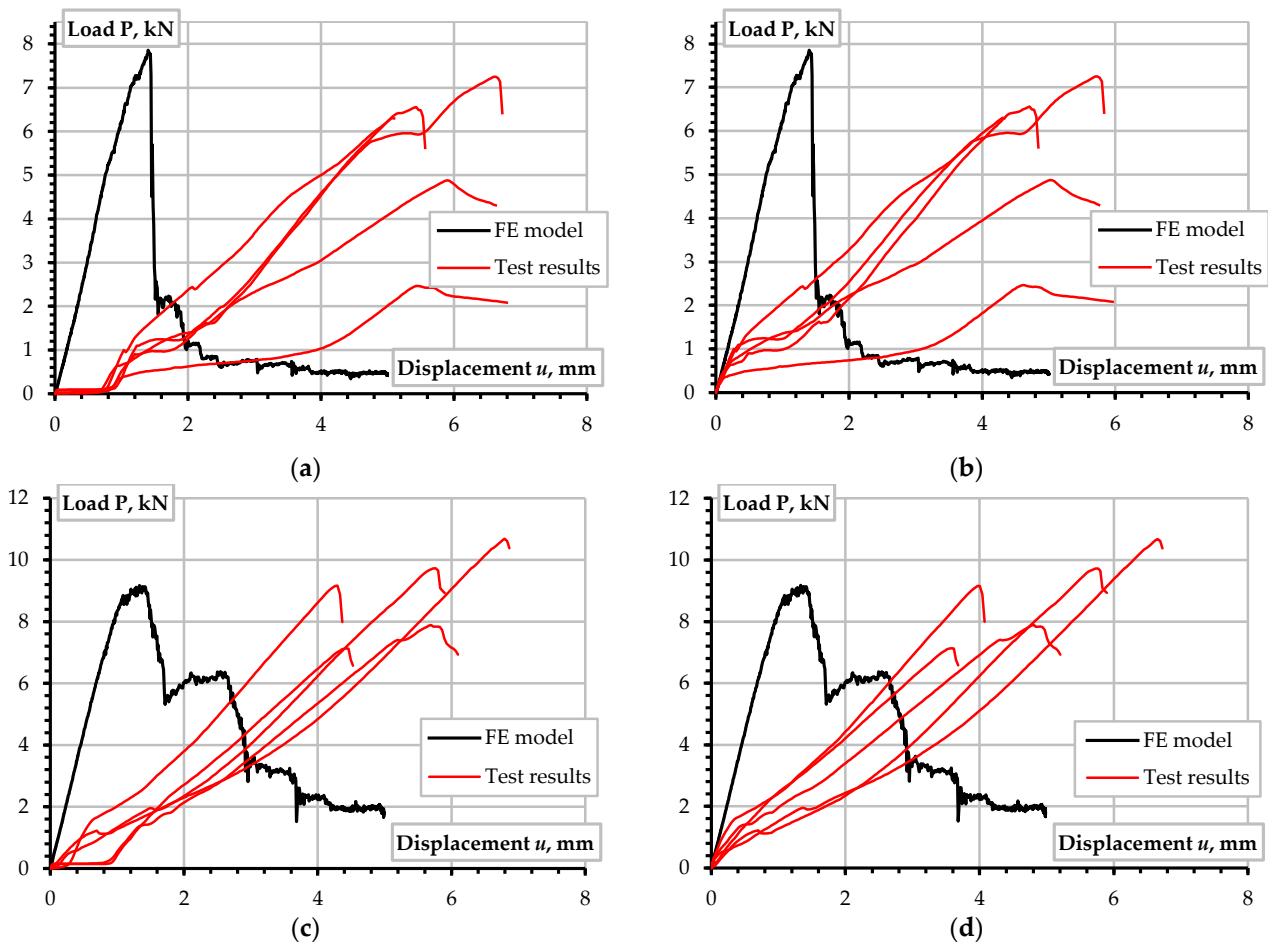 Load P, kN
8
7
6
5
4
3
2
1
0
FE model
Test results
Displacement u, mm
0 2 4 6 8
(a)
Load P, kN
8
7
6
5
4
3
2
1
0
FE model
Test results
Displacement u, mm
0 2 4 6 8
(b)
12
Load P, kN
10
8
6
4
2
0
FE model
Test results
Displacement u, mm
0 2 4 6 8
(c)
12
Load P, kN
10
8
6
4
2
0
FE model
Test results
Displacement u, mm
0 2 4 6 8
(d)